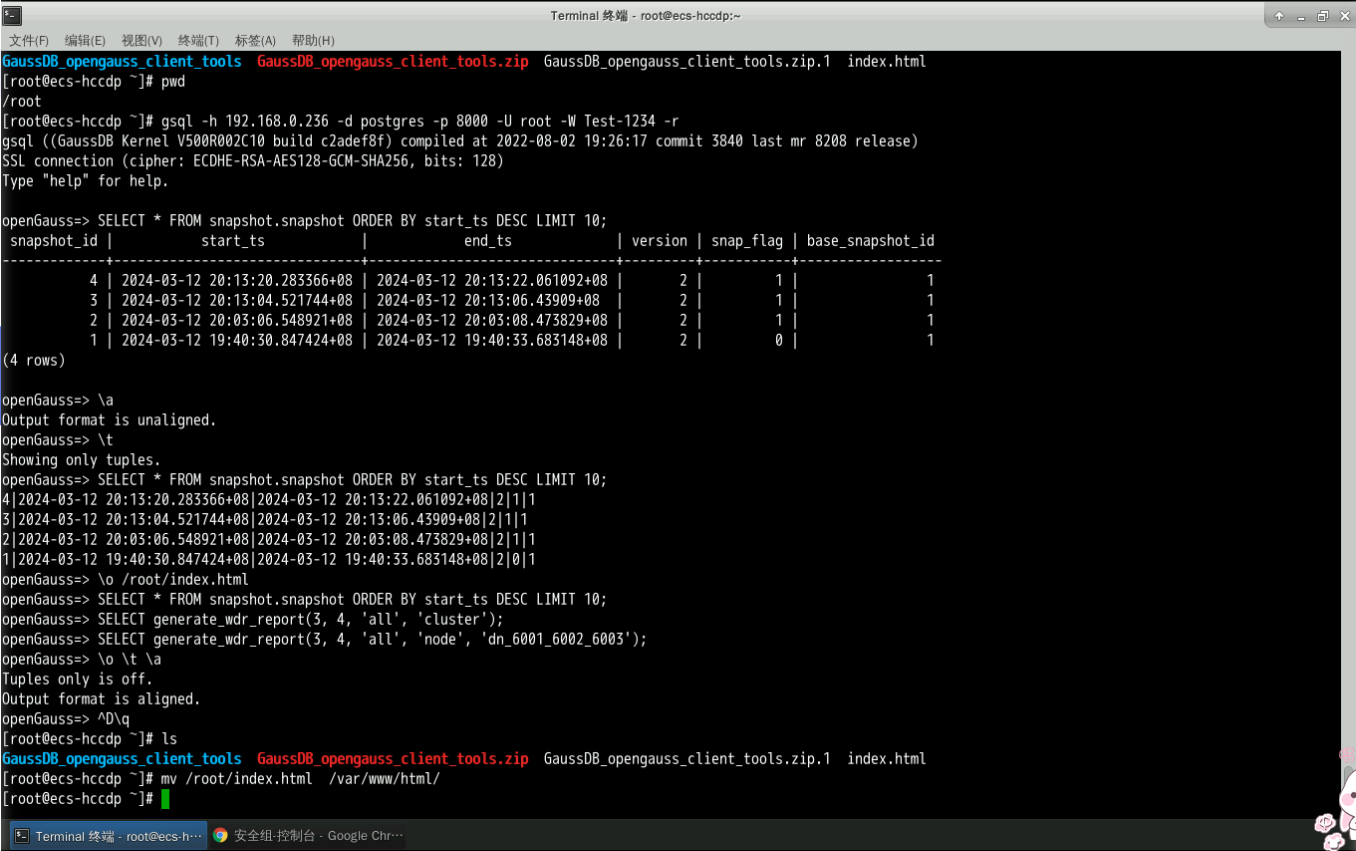 Terminal 终端 - root@ecs-hccdp:~
文件(F) 编辑(E) 视图(V) 终端(T) 标签(A) 帮助(H)
GaussDB_opengauss_client_tools  GaussDB_opengauss_client_tools.zip  GaussDB_opengauss_client_tools.zip.1  index.html
[root@ecs-hccdp ~]# pwd
/root
[root@ecs-hccdp ~]# gsql -h 192.168.0.236 -d postgres -p 8000 -U root -W Test-1234 -r
gsql ((GaussDB Kernel V500R002C10 build c2adef8f) compiled at 2022-08-02 19:26:17 commit 3840 last mr 8208 release)
SSL connection (cipher: ECDHE-RSA-AES128-GCM-SHA256, bits: 128)
Type "help" for help.
openGauss=> SELECT * FROM snapshot.snapshot ORDER BY start_ts DESC LIMIT 10;
 snapshot_id |           start_ts            |            end_ts             | version | snap_flag | base_snapshot_id
-------------+-------------------------------+-------------------------------+---------+-----------+------------------
           4 | 2024-03-12 20:13:20.283366+08 | 2024-03-12 20:13:22.061092+08 |       2 |         1 |                1
           3 | 2024-03-12 20:13:04.521744+08 | 2024-03-12 20:13:06.43909+08  |       2 |         1 |                1
           2 | 2024-03-12 20:03:06.548921+08 | 2024-03-12 20:03:08.473829+08 |       2 |         1 |                1
           1 | 2024-03-12 19:40:30.847424+08 | 2024-03-12 19:40:33.683148+08 |       2 |         0 |                1
(4 rows)
openGauss=> \a
Output format is unaligned.
openGauss=> \t
Showing only tuples.
openGauss=> SELECT * FROM snapshot.snapshot ORDER BY start_ts DESC LIMIT 10;
4|2024-03-12 20:13:20.283366+08|2024-03-12 20:13:22.061092+08|2|1|1
3|2024-03-12 20:13:04.521744+08|2024-03-12 20:13:06.43909+08|2|1|1
2|2024-03-12 20:03:06.548921+08|2024-03-12 20:03:08.473829+08|2|1|1
1|2024-03-12 19:40:30.847424+08|2024-03-12 19:40:33.683148+08|2|0|1
openGauss=> \o /root/index.html
openGauss=> SELECT * FROM snapshot.snapshot ORDER BY start_ts DESC LIMIT 10;
openGauss=> SELECT generate_wdr_report(3, 4, 'all', 'cluster');
openGauss=> SELECT generate_wdr_report(3, 4, 'all', 'node', 'dn_6001_6002_6003');
openGauss=> \o \t \a
Tuples only is off.
Output format is aligned.
openGauss=> ^D\q
[root@ecs-hccdp ~]# ls
GaussDB_opengauss_client_tools  GaussDB_opengauss_client_tools.zip  GaussDB_opengauss_client_tools.zip.1  index.html
[root@ecs-hccdp ~]# mv /root/index.html  /var/www/html/
[root@ecs-hccdp ~]#
Terminal 终端 - root@ecs-h··· 安全组-控制台 - Google Chr···